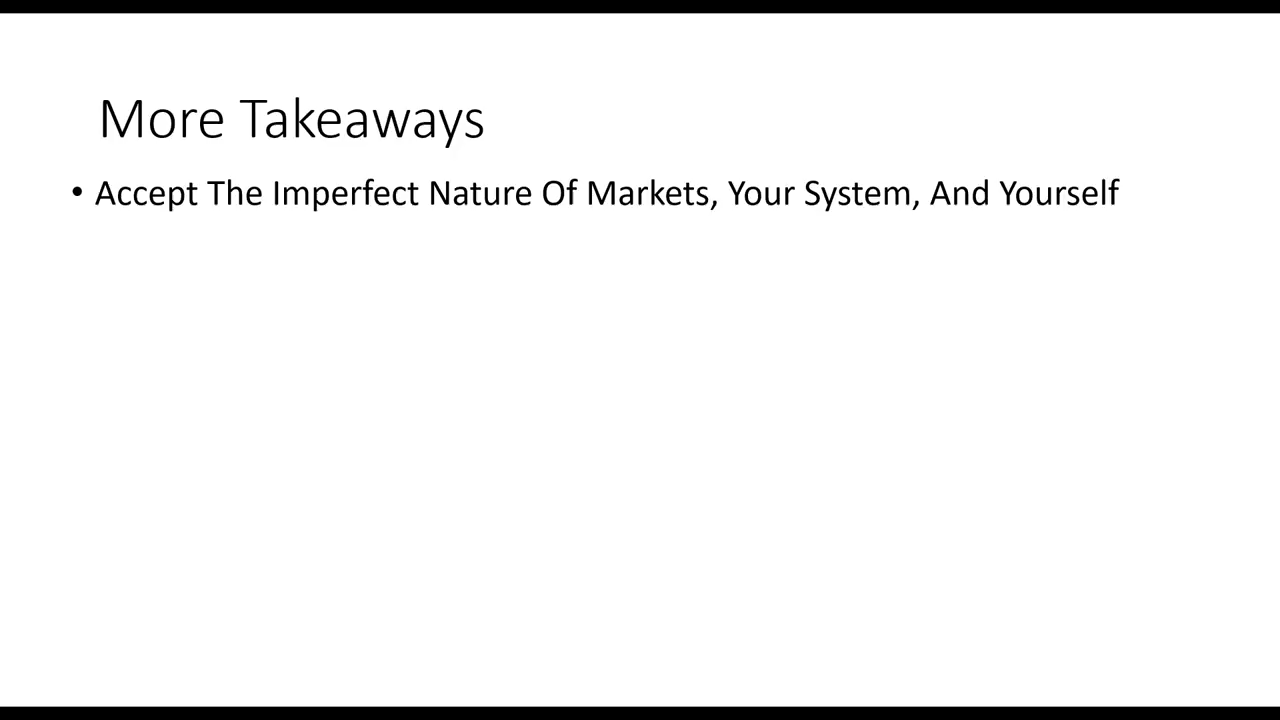 More Takeaways
• Accept The Imperfect Nature Of Markets, Your System, And Yourself